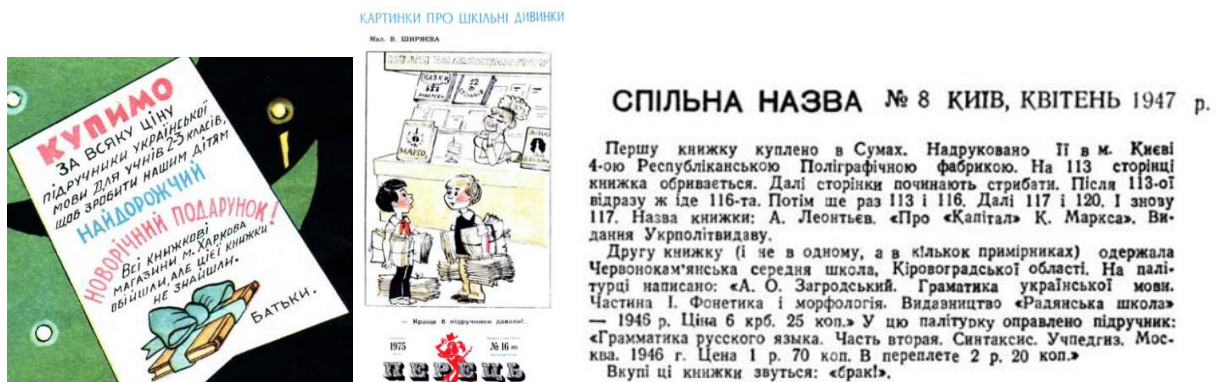 КУПИМО
ЗА ВСЯКУ ЦІНУ
ПІДРУЧНИКИ УКРАЇНСЬКОЇ
МОВИ ДЛЯ УЧНІВ 2-3 КЛАСІВ,
ЩОБ ЗРОБИТИ НАШИМ ДІТЯМ
НАЙДОРОЖЧИЙ
НОВОРІЧНИЙ ПОДАРУНОК!
ВСІ КНИЖКОВІ
МАГАЗИНИ М. ХАРКОВА
ОБІЙШЛИ, АЛЕ ЦІЄЇ КНИЖКИ
НЕ ЗНАЙШЛИ.
БАТЬКИ.
КАРТИНКИ ПРО ШКІЛЬНІ ДИВИНКИ
Мал. В. ШИРЯЄВА
КАЗКИ
12
МАРГО
— Краще б підручники давали!..
1975
№ 16
ПЕРЕЦЬ
СПІЛЬНА НАЗВА № 8 КИЇВ, КВІТЕНЬ 1947 р.
Першу книжку куплено в Сумах. Надруковано її в м. Києві
4-ою Республіканською Поліграфічною фабрикою. На 113 сторінці
книжка обривається. Далі сторінки починають стрибати. Після 113-ої
відразу ж іде 116-та. Потім ще раз 113 і 116. Далі 117 і 120. І знову
117. Назва книжки: А. Леонтьєв. «Про «Капітал» К. Маркса». Ви-
дання Укрполітвидаву.
Другу книжку (і не в одному, а в кількох примірниках) одержала
Червонокам'янська середня школа, Кіровоградської області. На палі-
турці написано: «А. О. Загродський. Граматика української мови.
Частина I. Фонетика і морфологія. Видавництво «Радянська школа»
— 1946 р. Ціна 6 крб. 25 коп.» У цю палітурку оправлено підручник:
«Грамматика русского языка. Часть вторая. Синтаксис. Учпедгиз. Мос-
ква. 1946 г. Цена 1 р. 70 коп. В переплете 2 р. 20 коп.»
Вкупі ці книжки звуться: «брак!».